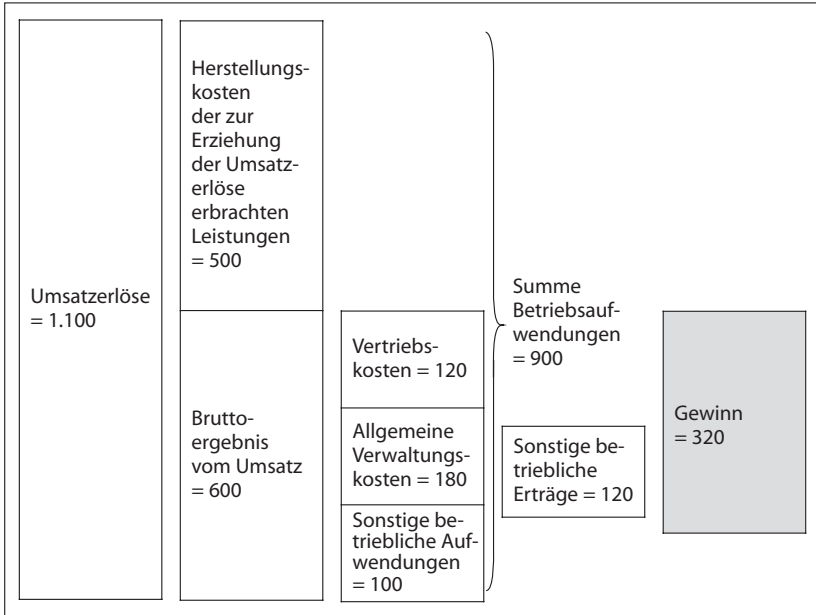 Umsatzerlöse
= 1.100
Herstellungs-
kosten
der zur
Erziehung
der Umsatz-
erlöse
erbrachten
Leistungen
= 500
Brutto-
ergebnis
vom Umsatz
= 600
Vertriebs-
kosten = 120
Allgemeine
Verwaltungs-
kosten = 180
Sonstige be-
triebliche Auf-
wendungen
= 100
Summe
Betriebsauf-
wendungen
= 900
Sonstige be-
triebliche
Erträge = 120
Gewinn
= 320